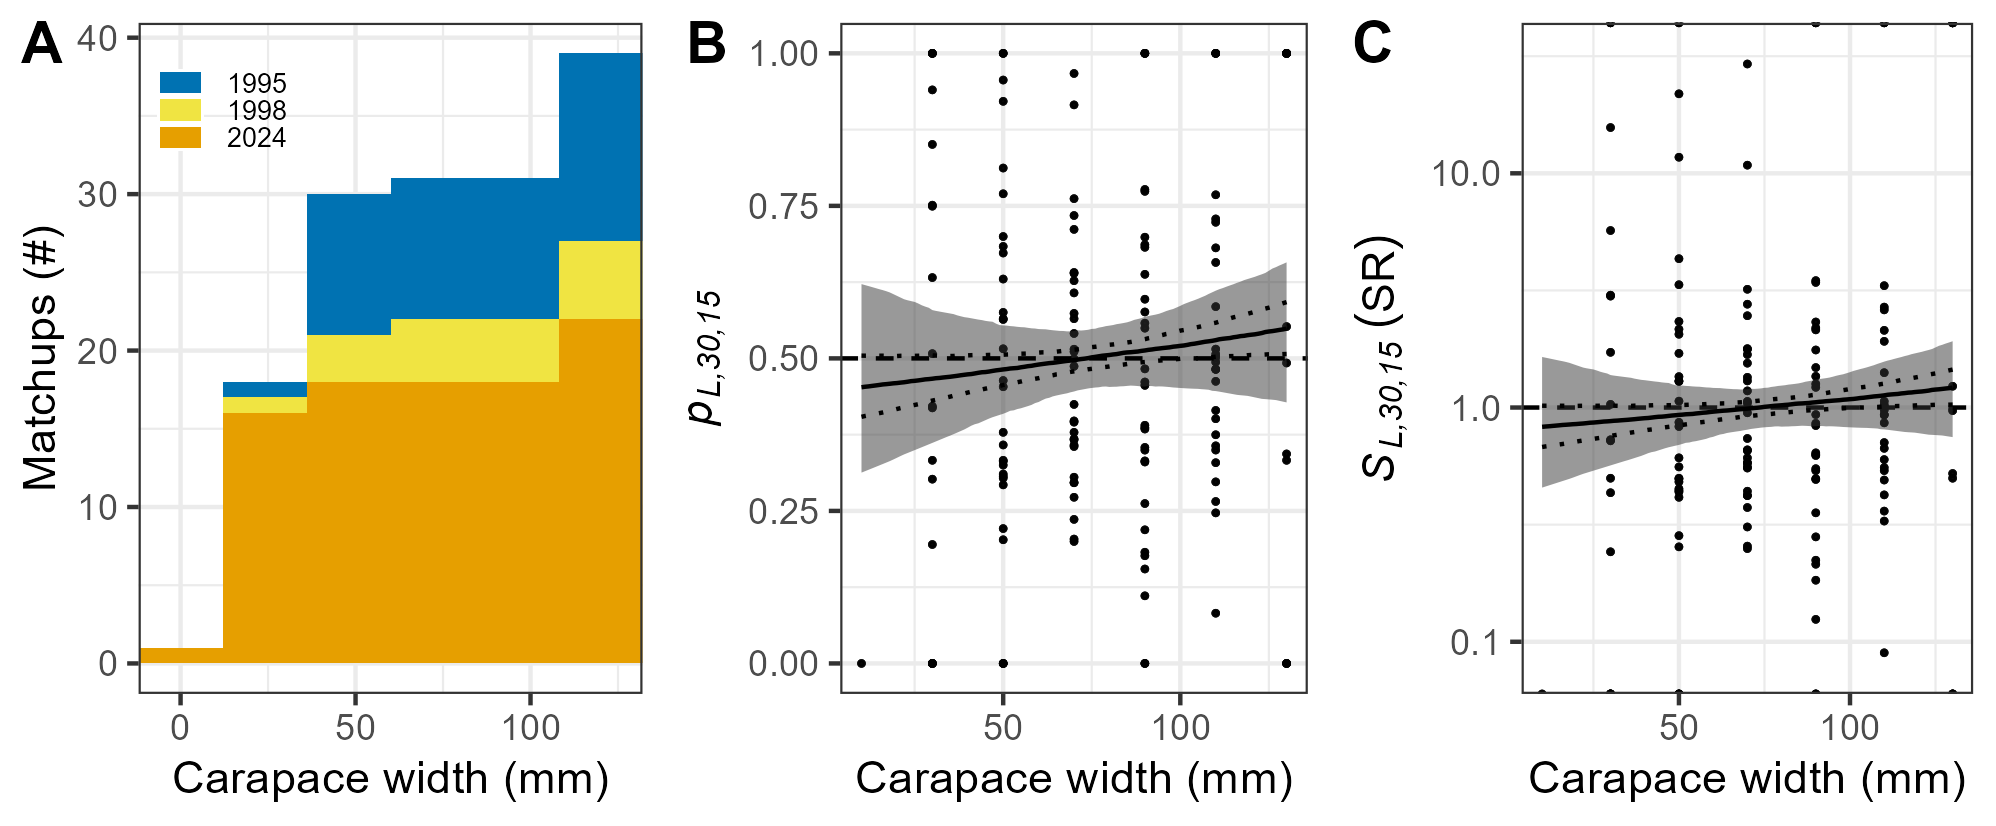 A
40
30
20
10
0
Matchups (#)
1995
1998
2024
0 50 100
Carapace width (mm)
B
1.00
0.75
0.50
0.25
0.00
pL,30,15
50 100
Carapace width (mm)
C
10.0
1.0
0.1
SL,30,15 (SR)
50 100
Carapace width (mm)